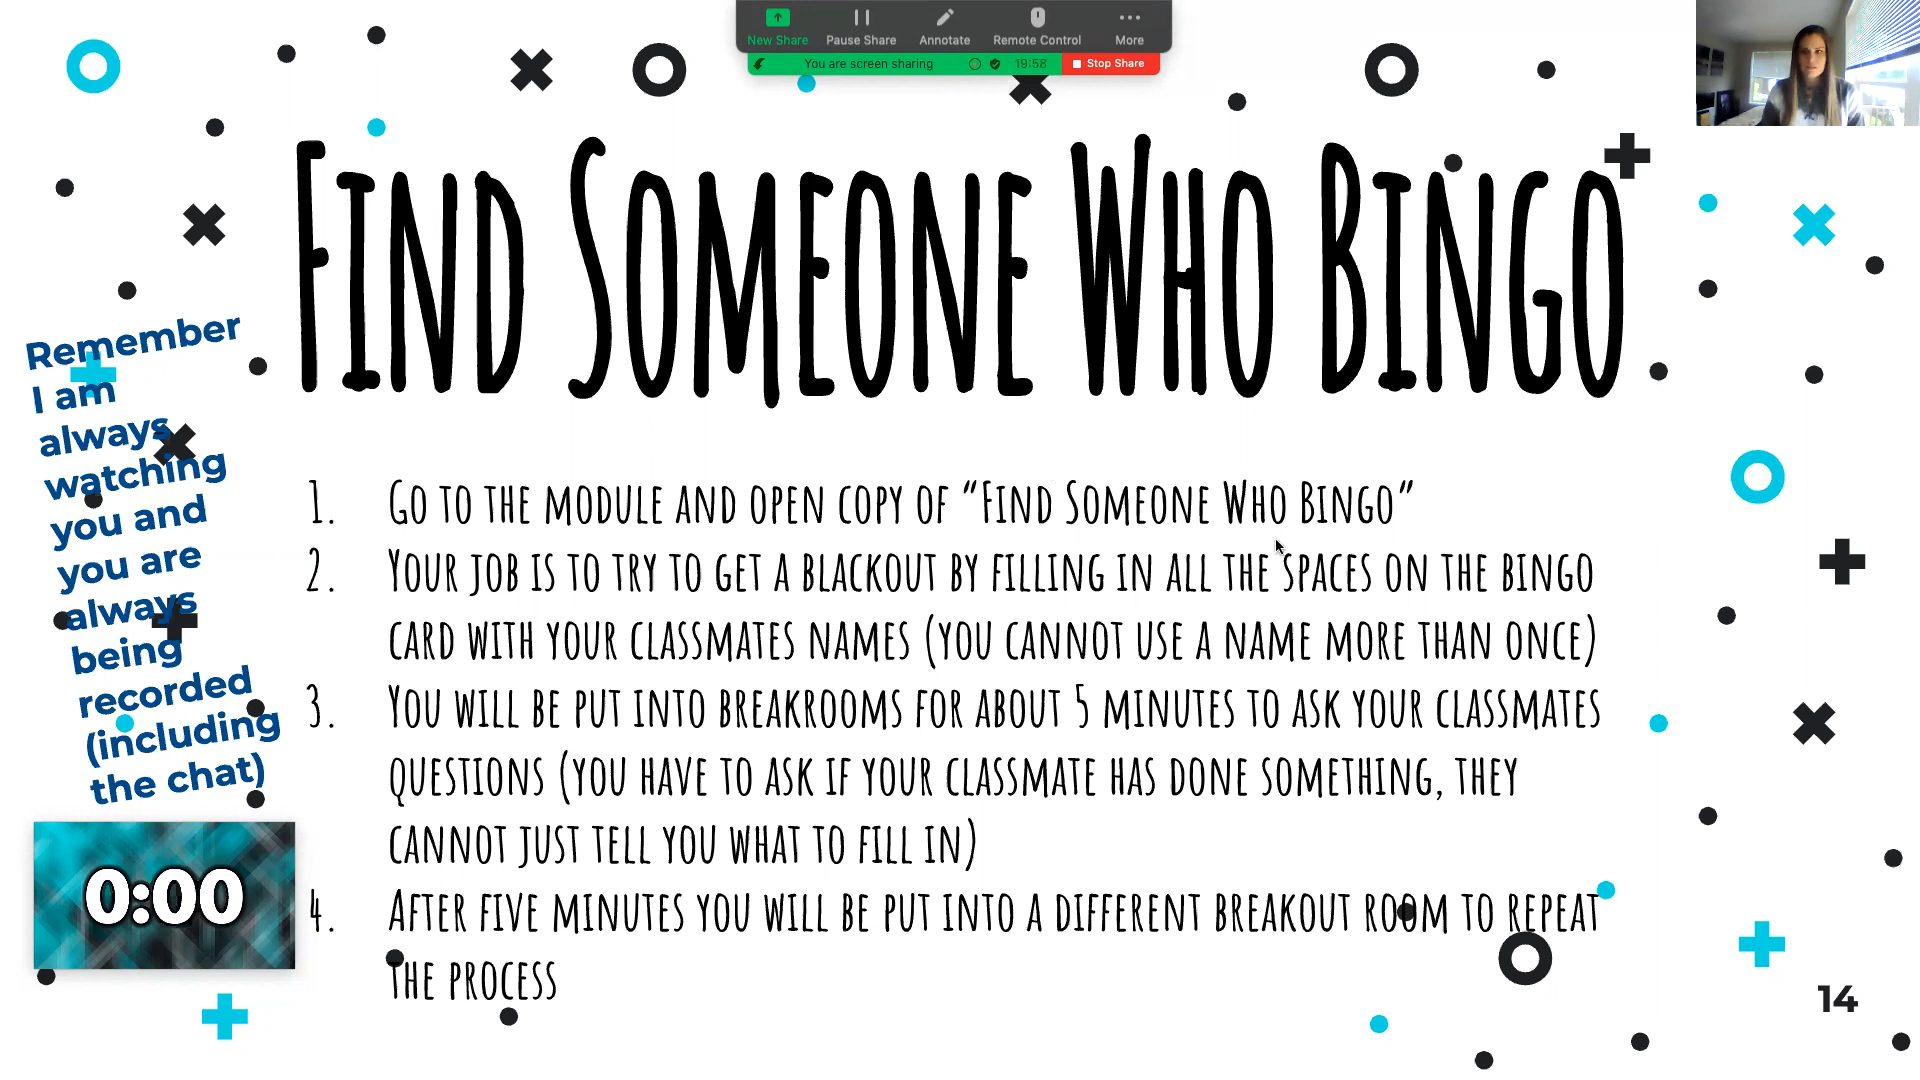 New Share
Pause Share
Annotate
Remote Control
More
You are screen sharing
19:58
Stop Share
Find Someone Who Bingo
Remember
I am
always
watching
you and
you are
always
being
recorded
(including
the chat)
0:00
1. Go to the module and open copy of “Find Someone Who Bingo”
2. Your job is to try to get a blackout by filling in all the spaces on the bingo
card with your classmates names (you cannot use a name more than once)
3. You will be put into breakrooms for about 5 minutes to ask your classmates
questions (you have to ask if your classmate has done something, they
cannot just tell you what to fill in)
4. After five minutes you will be put into a different breakout room to repeat
the process
14